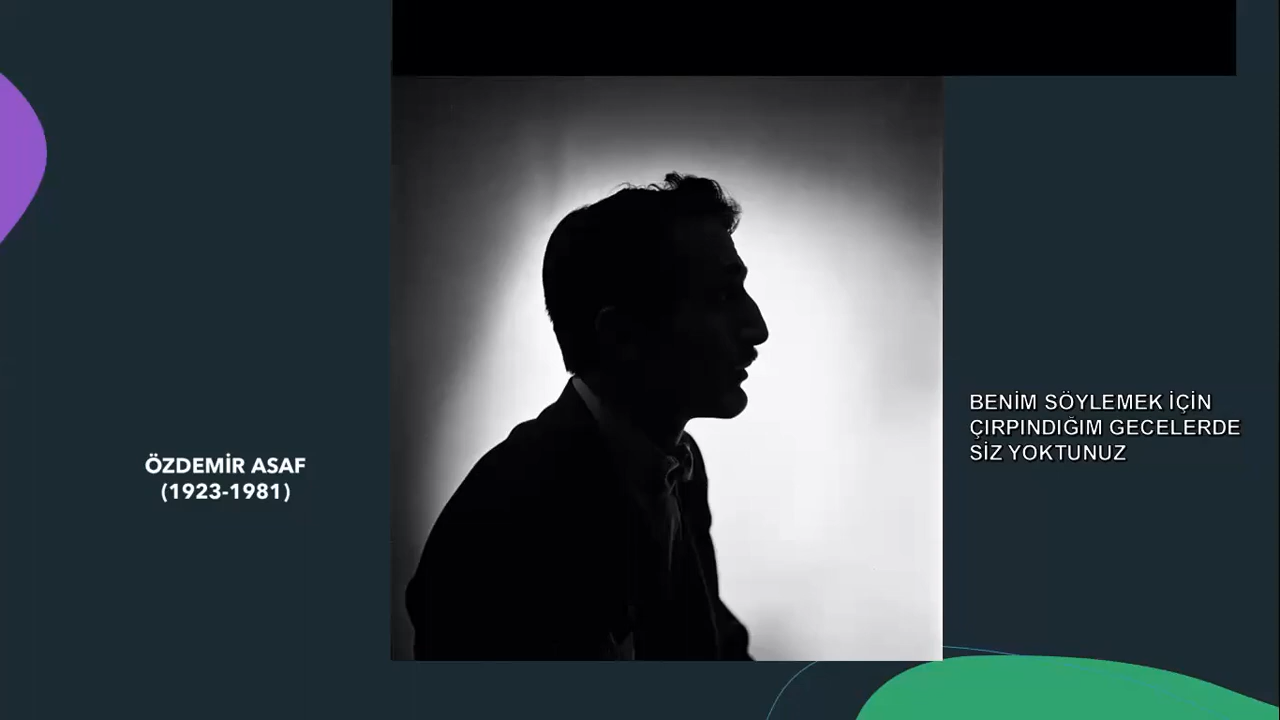 ÖZDEMİR ASAF
(1923-1981)
BENİM SÖYLEMEK İÇİN
ÇIRPINDIĞIM GECELERDE
SİZ YOKTUNUZ